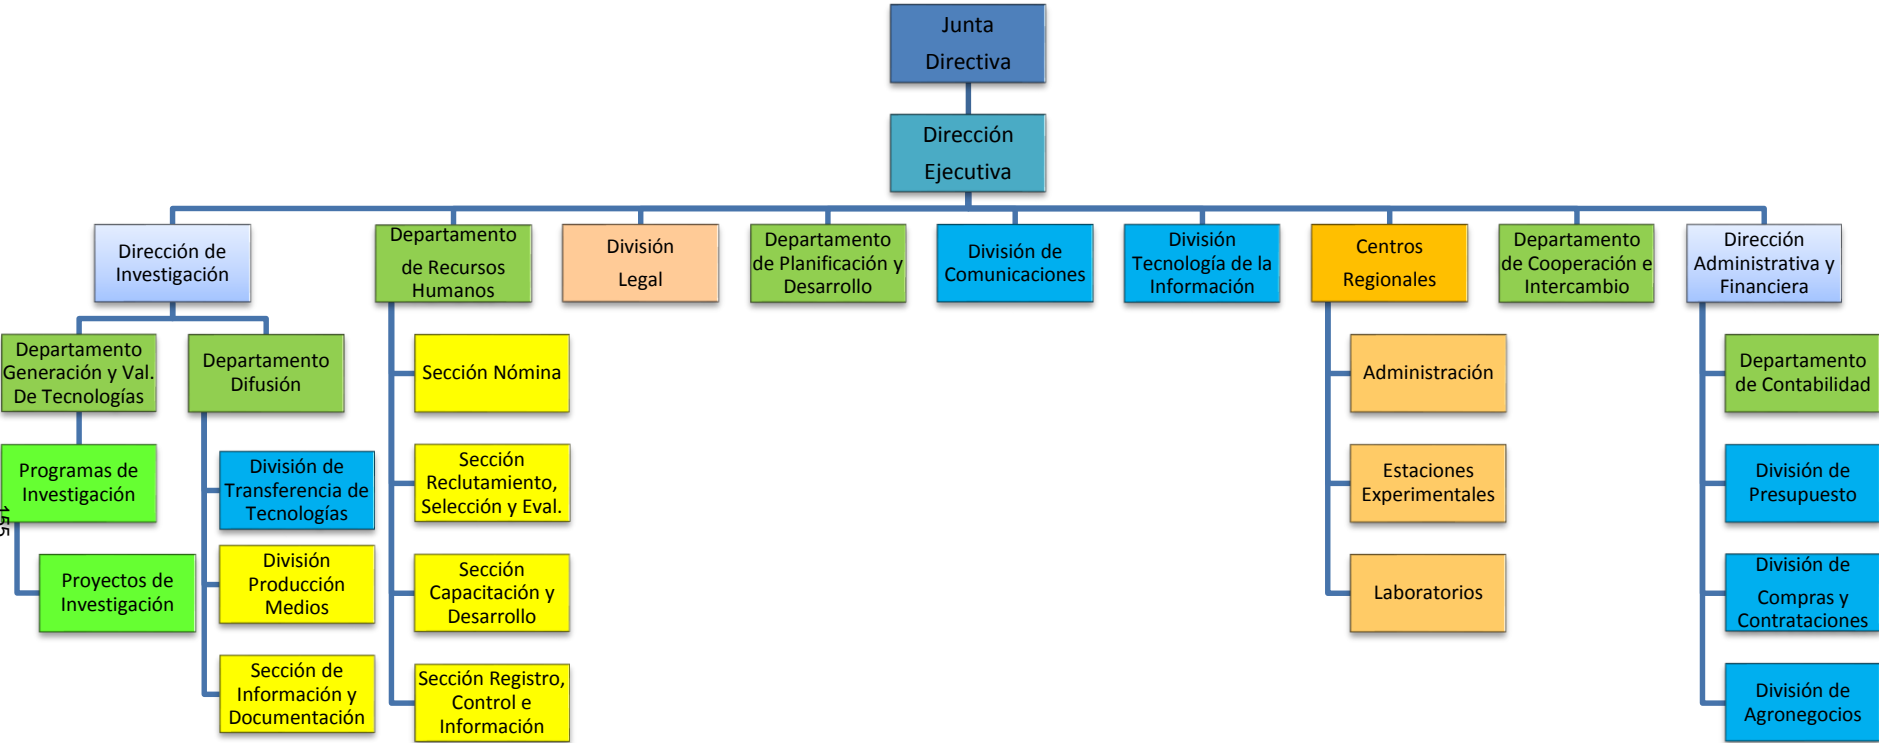 Junta
Directiva
Dirección
Ejecutiva
Dirección de
Investigación
Departamento
de Recursos
Humanos
División
Legal
Departamento
de Planificación y
Desarrollo
División de
Comunicaciones
División
Tecnología de la
Información
Centros
Regionales
Departamento
de Cooperación e
Intercambio
Dirección
Administrativa y
Financiera
Departamento
Generación y Val.
De Tecnologías
Departamento
Difusión
Sección Nómina
Administración
Departamento
de Contabilidad
Programas de
Investigación
División de
Transferencia de
Tecnologías
Sección
Reclutamiento,
Selección y Eval.
Estaciones
Experimentales
División de
Presupuesto
155
Proyectos de
Investigación
División
Producción
Medios
Sección
Capacitación y
Desarrollo
Laboratorios
División de
Compras y
Contrataciones
Sección de
Información y
Documentación
Sección Registro,
Control e
Información
División de
Agronegocios